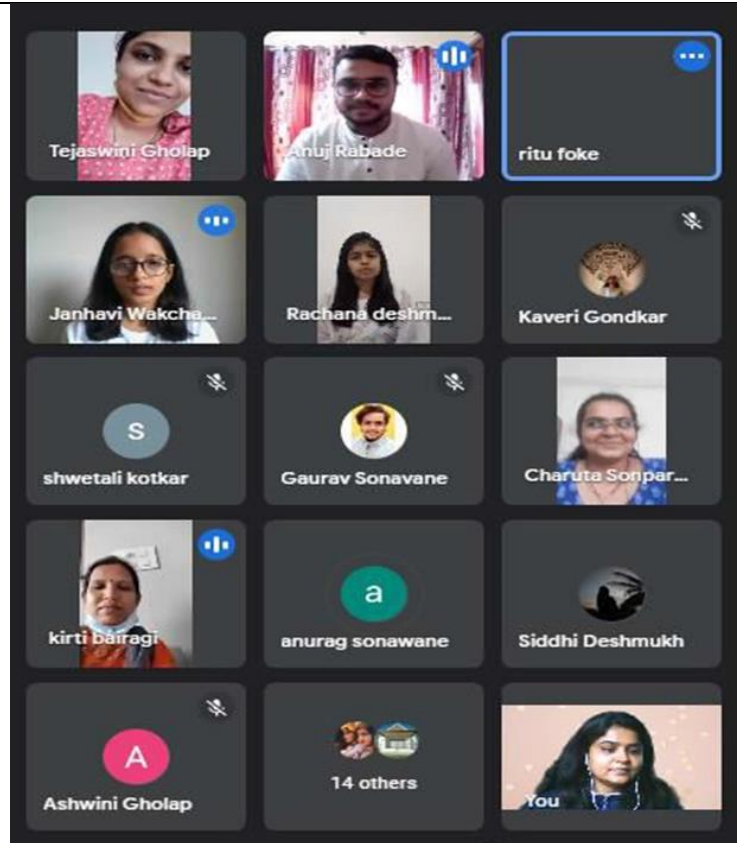 Tejaswini Gholap
Anuj Rabade
ritu foke
Janhavi Wakcha...
Rachana deshm...
Kaveri Gondkar
S
shwetali kotkar
Gaurav Sonavane
Charuta Sonpar...
kirti bairagi
a
anurag sonawane
Siddhi Deshmukh
A
Ashwini Gholap
14 others
You